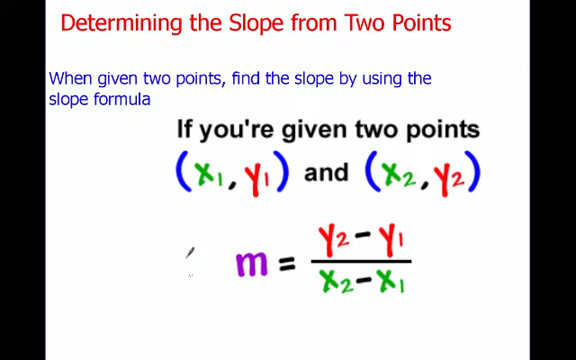 Determining the Slope from Two Points
When given two points, find the slope by using the
slope formula
If you're given two points
(x₁, y₁) and (x₂, y₂)
m = y₂ − y₁ / x₂ − x₁